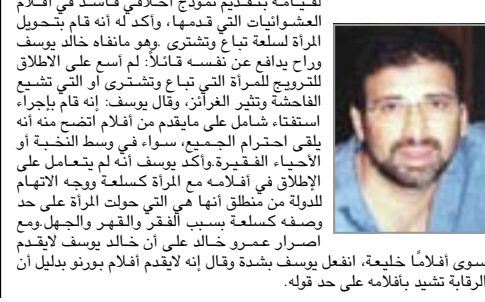 لقيامه بتقديم نموذج أخلاقي فاسد في أفلام
العشوائيات التي قدمها، وأكد له أنه قام بتحويل
المرأة لسلعة تباع وتشترى .وهو مانفاه خالد يوسف
وراح يدافع عن نفسه قائلاً: لم أسع على الاطلاق
للترويج للمرأة التي تباع وتشترى أو التي تشيع
الفاحشة وتثير الغرائز، وقال يوسف: إنه قام بإجراء
استفتاء شامل على مايقدم من أفلام اتضح منه أنه
يلقى احترام الجميع، سواء في وسط النخبة أو
الأحياء الفقيرة.وأكد يوسف أنه لم يتعامل على
الإطلاق في أفلامه مع المرأة كسلعة ووجه الاتهام
للدولة من منطلق أنها هي التي حولت المرأة على حد
وصفه كسلعة بسبب الفقر والقهر والجهل.ومع
اصرار عمرو خالد على أن خالد يوسف لايقدم
سوى أفلامًا خليعة، انفعل يوسف بشدة وقال إنه لايقدم أفلام بورنو بدليل أن
الرقابة تشيد بأفلامه على حد قوله.